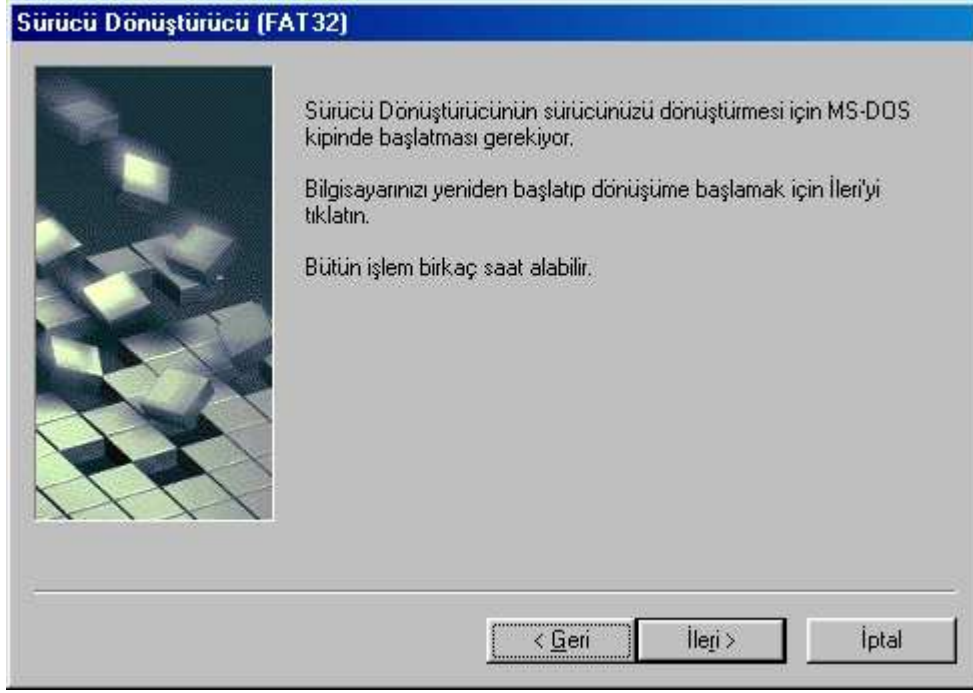 Sürücü Dönüştürücü (FAT32)
Sürücü Dönüştürücünün sürücünüzü dönüştürmesi için MS-DOS
kipinde başlatması gerekiyor.
Bilgisayarınızı yeniden başlatıp dönüşüme başlamak için İleri'yi
tıklatın.
Bütün işlem birkaç saat alabilir.
< Geri
İleri >
İptal